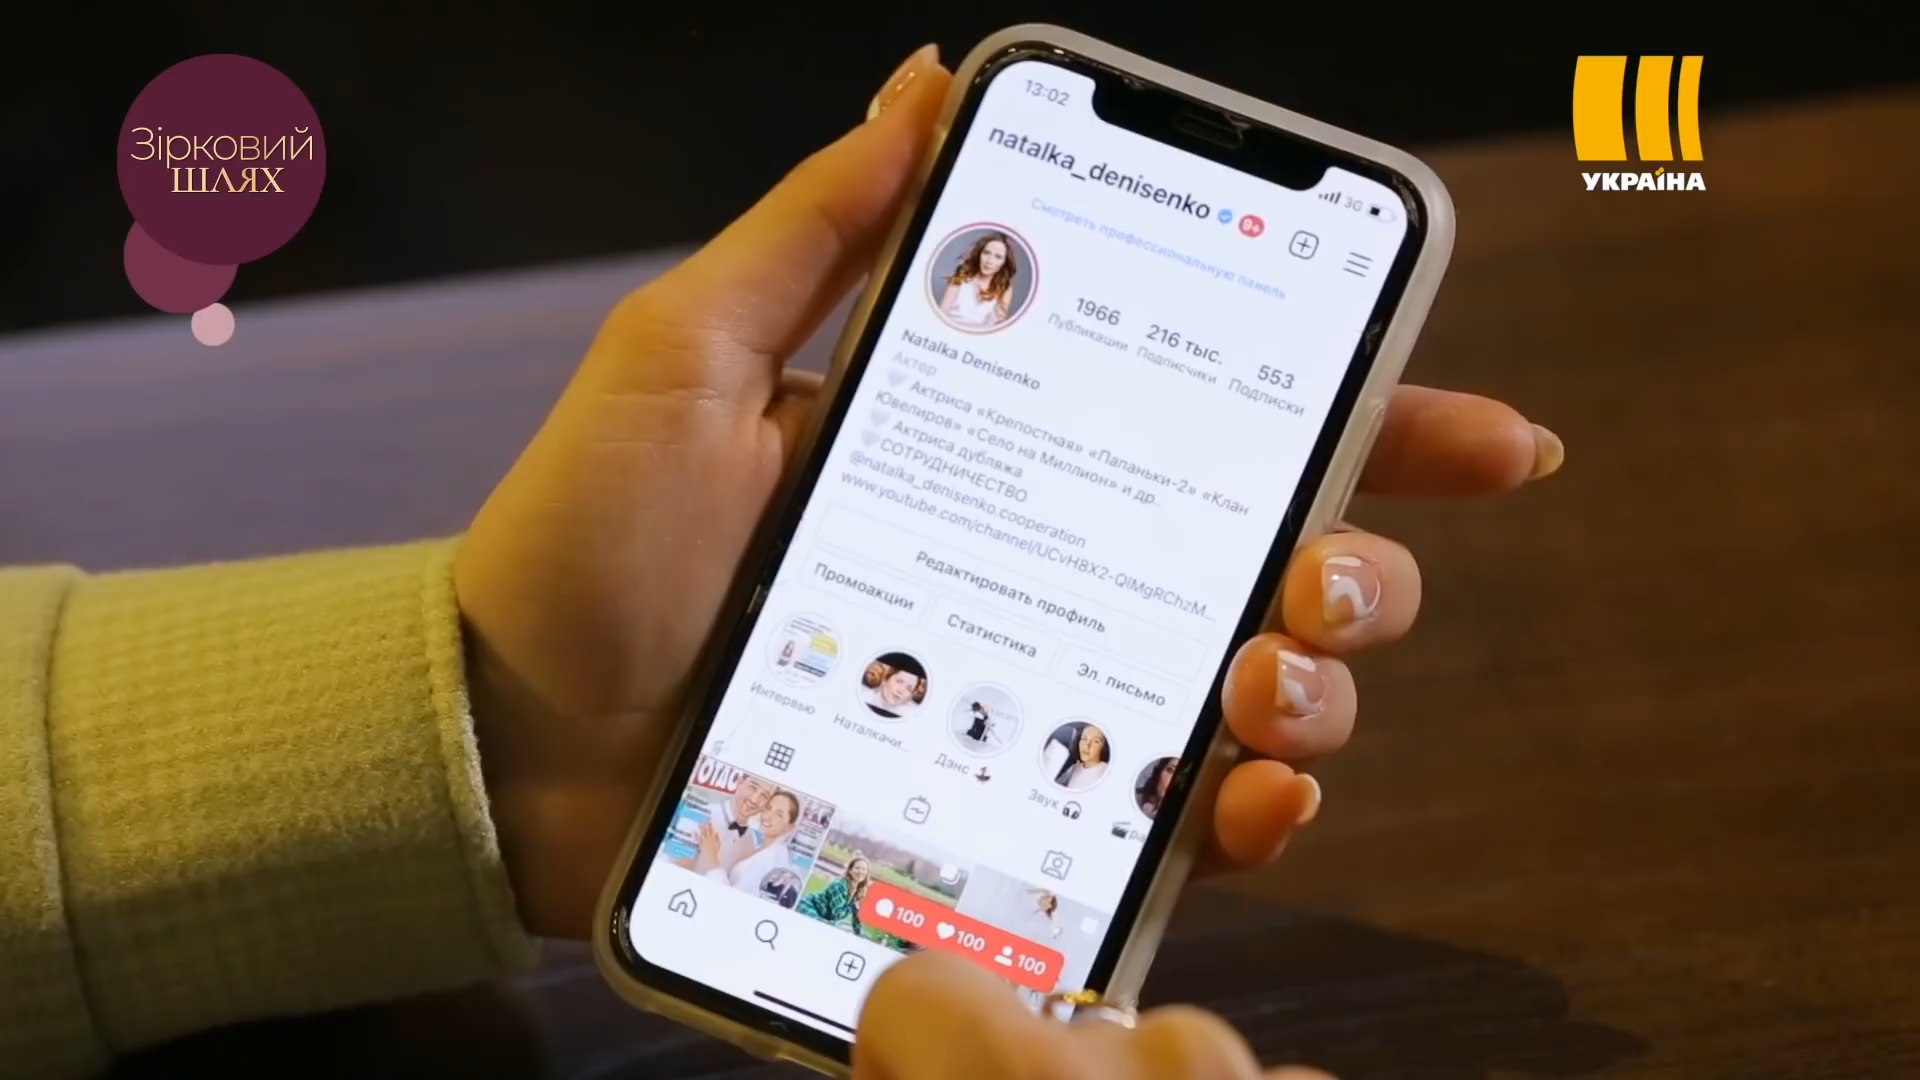 Зірковий
ШЛЯХ
УКРАЇНА
13:02
3G
natalka_denisenko
9+
Смотреть профессиональную панель
1966
216 тыс.
553
Публикации
Подписчики
Подписки
Natalka Denisenko
Актер
Актриса «Крепостная» «Папаньки-2» «Клан
Ювелиров» «Село на Миллион» и др..
Актриса дубляжа
СОТРУДНИЧЕСТВО
@natalka_denisenko.cooperation
www.youtube.com/channel/UCvH8X2-QIMgRChzM...
Редактировать профиль
Промоакции
Статистика
Эл. письмо
Интервью
Наталкачи...
Дэнс
Звук
100
100
100